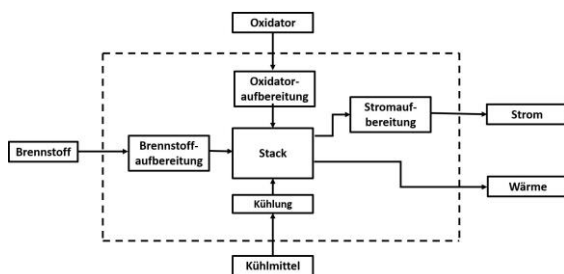 Oxidator
Oxidator-
aufbereitung
Stromauf-
bereitung
Strom
Brennstoff
Brennstoff-
aufbereitung
Stack
Wärme
Kühlung
Kühlmittel